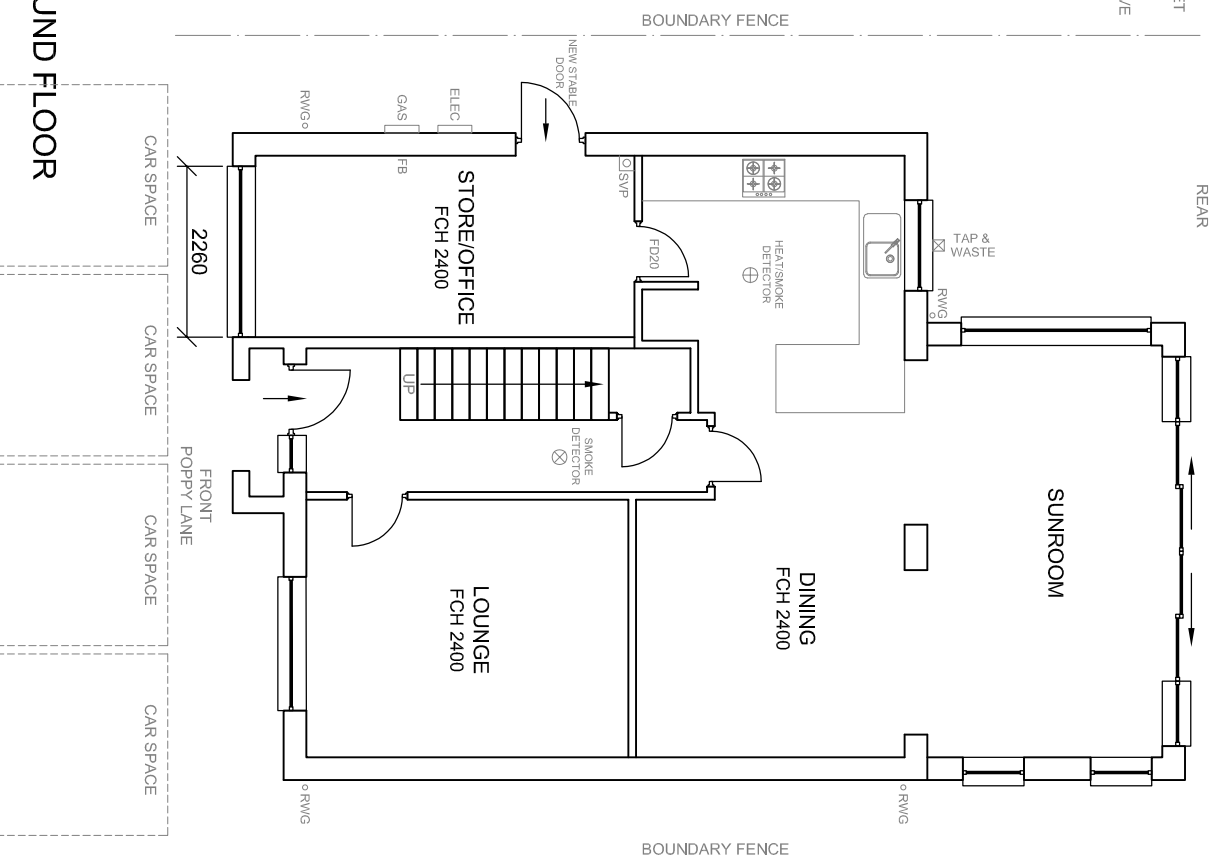 BOUNDARY FENCE
REAR
UND FLOOR
NEW STABLE
DOOR
RWG
GAS
ELEC
FB
SVP
STORE/OFFICE
FCH 2400
FD20
HEAT/SMOKE
DETECTOR
TAP &
WASTE
RWG
2260
CAR SPACE
CAR SPACE
CAR SPACE
CAR SPACE
UP
SMOKE
DETECTOR
FRONT
POPPY LANE
SUNROOM
DINING
FCH 2400
LOUNGE
FCH 2400
RWG
RWG
BOUNDARY FENCE